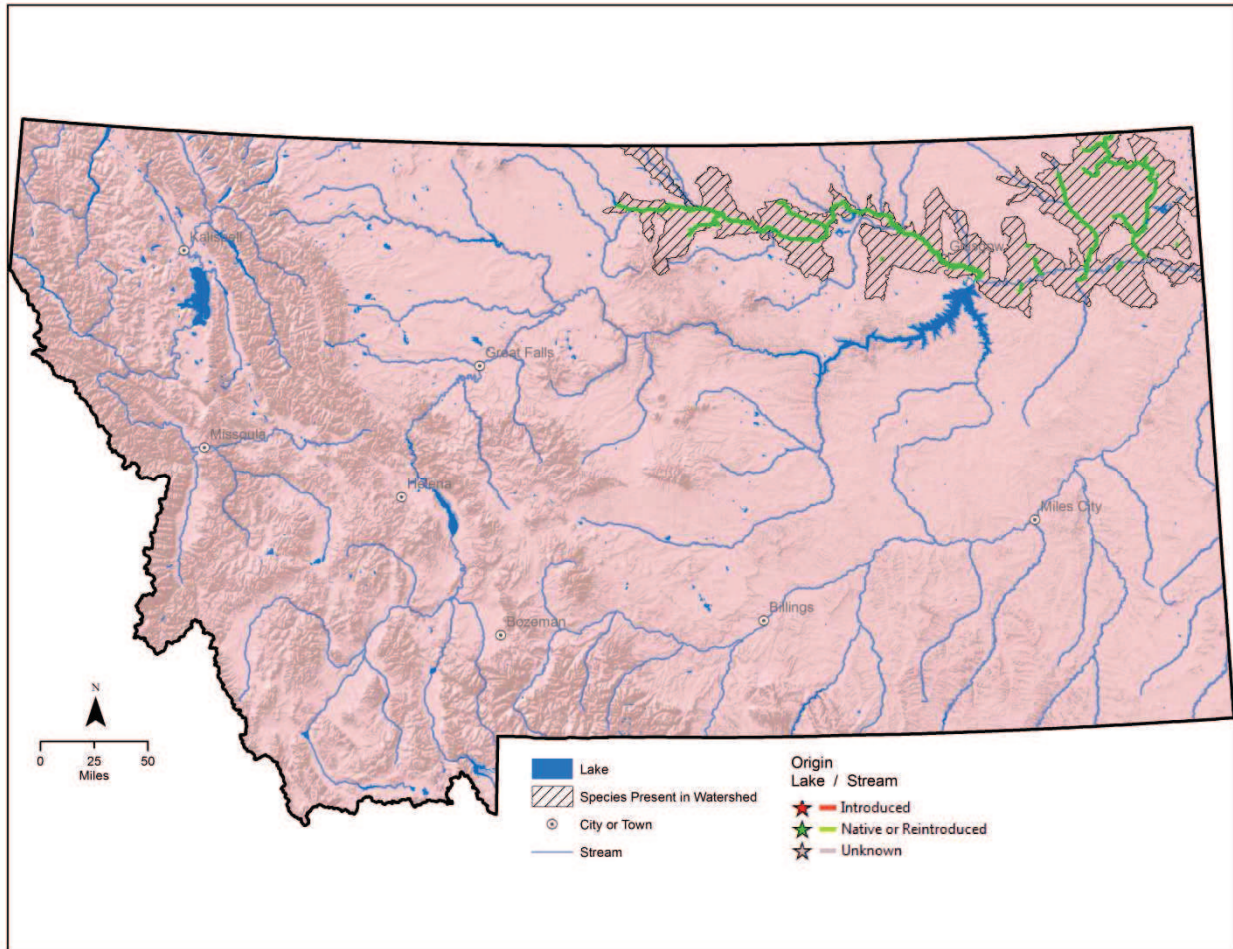 Kalispell
Glasgow
Great Falls
Missoula
Helena
Miles City
Billings
Bozeman
N
0 25 50
Miles
Lake
Species Present in Watershed
City or Town
Stream
Origin
Lake / Stream
Introduced
Native or Reintroduced
Unknown